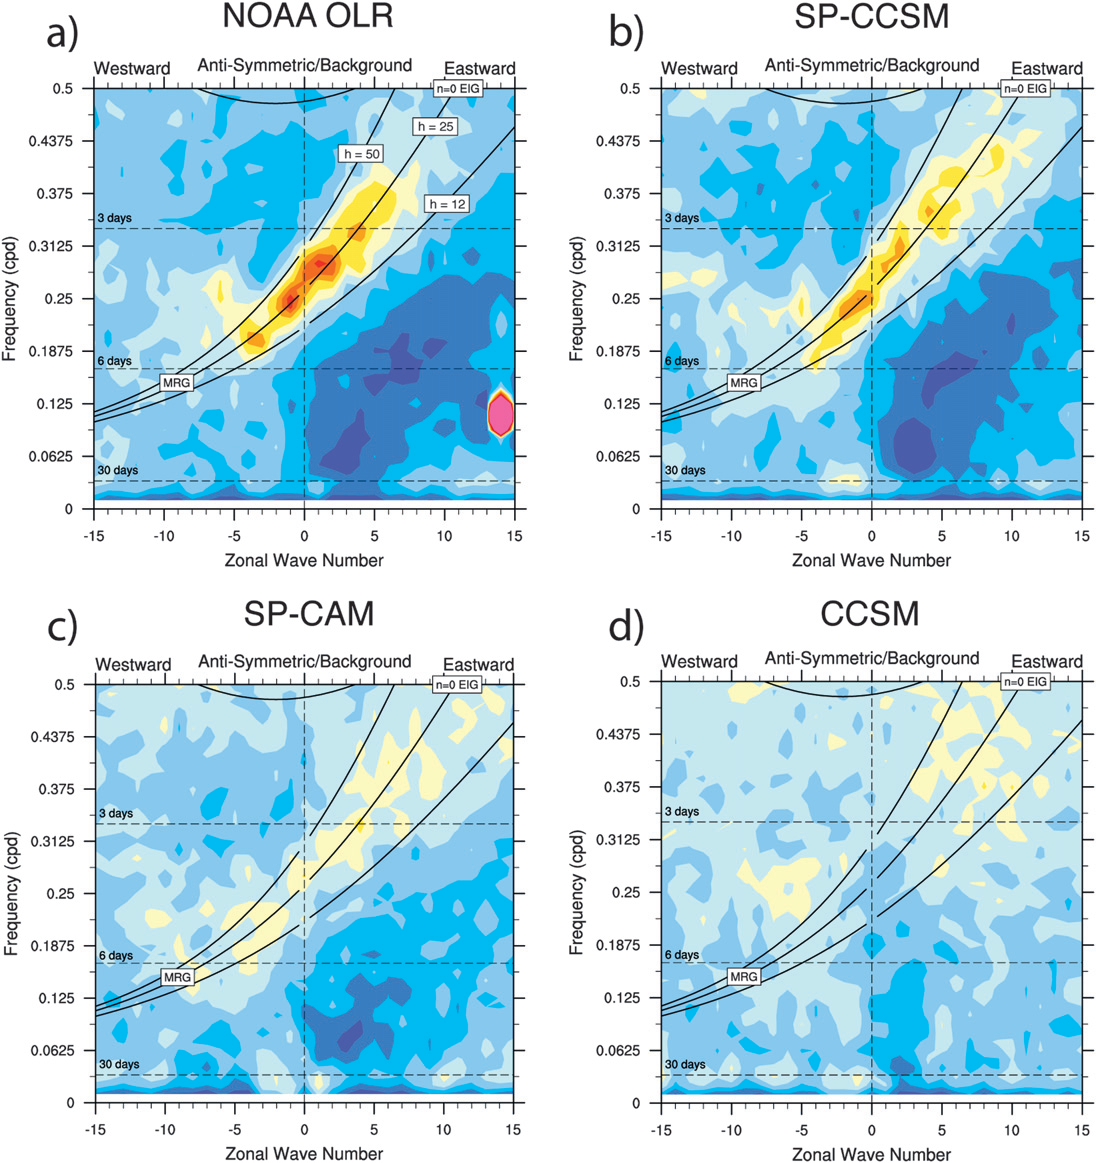 a) NOAA OLR
Westward Anti-Symmetric/Background Eastward
n=0 EIG
h = 25
h = 50
h = 12
3 days
6 days
MRG
30 days
0.5
0.4375
0.375
0.3125
0.25
0.1875
0.125
0.0625
0
Frequency (cpd)
-15 -10 -5 0 5 10 15
Zonal Wave Number
b) SP-CCSM
Westward Anti-Symmetric/Background Eastward
n=0 EIG
3 days
6 days
MRG
30 days
0.5
0.4375
0.375
0.3125
0.25
0.1875
0.125
0.0625
0
Frequency (cpd)
-15 -10 -5 0 5 10 15
Zonal Wave Number
c) SP-CAM
Westward Anti-Symmetric/Background Eastward
n=0 EIG
3 days
6 days
MRG
30 days
0.5
0.4375
0.375
0.3125
0.25
0.1875
0.125
0.0625
0
Frequency (cpd)
-15 -10 -5 0 5 10 15
Zonal Wave Number
d) CCSM
Westward Anti-Symmetric/Background Eastward
n=0 EIG
3 days
6 days
MRG
30 days
0.5
0.4375
0.375
0.3125
0.25
0.1875
0.125
0.0625
0
Frequency (cpd)
-15 -10 -5 0 5 10 15
Zonal Wave Number